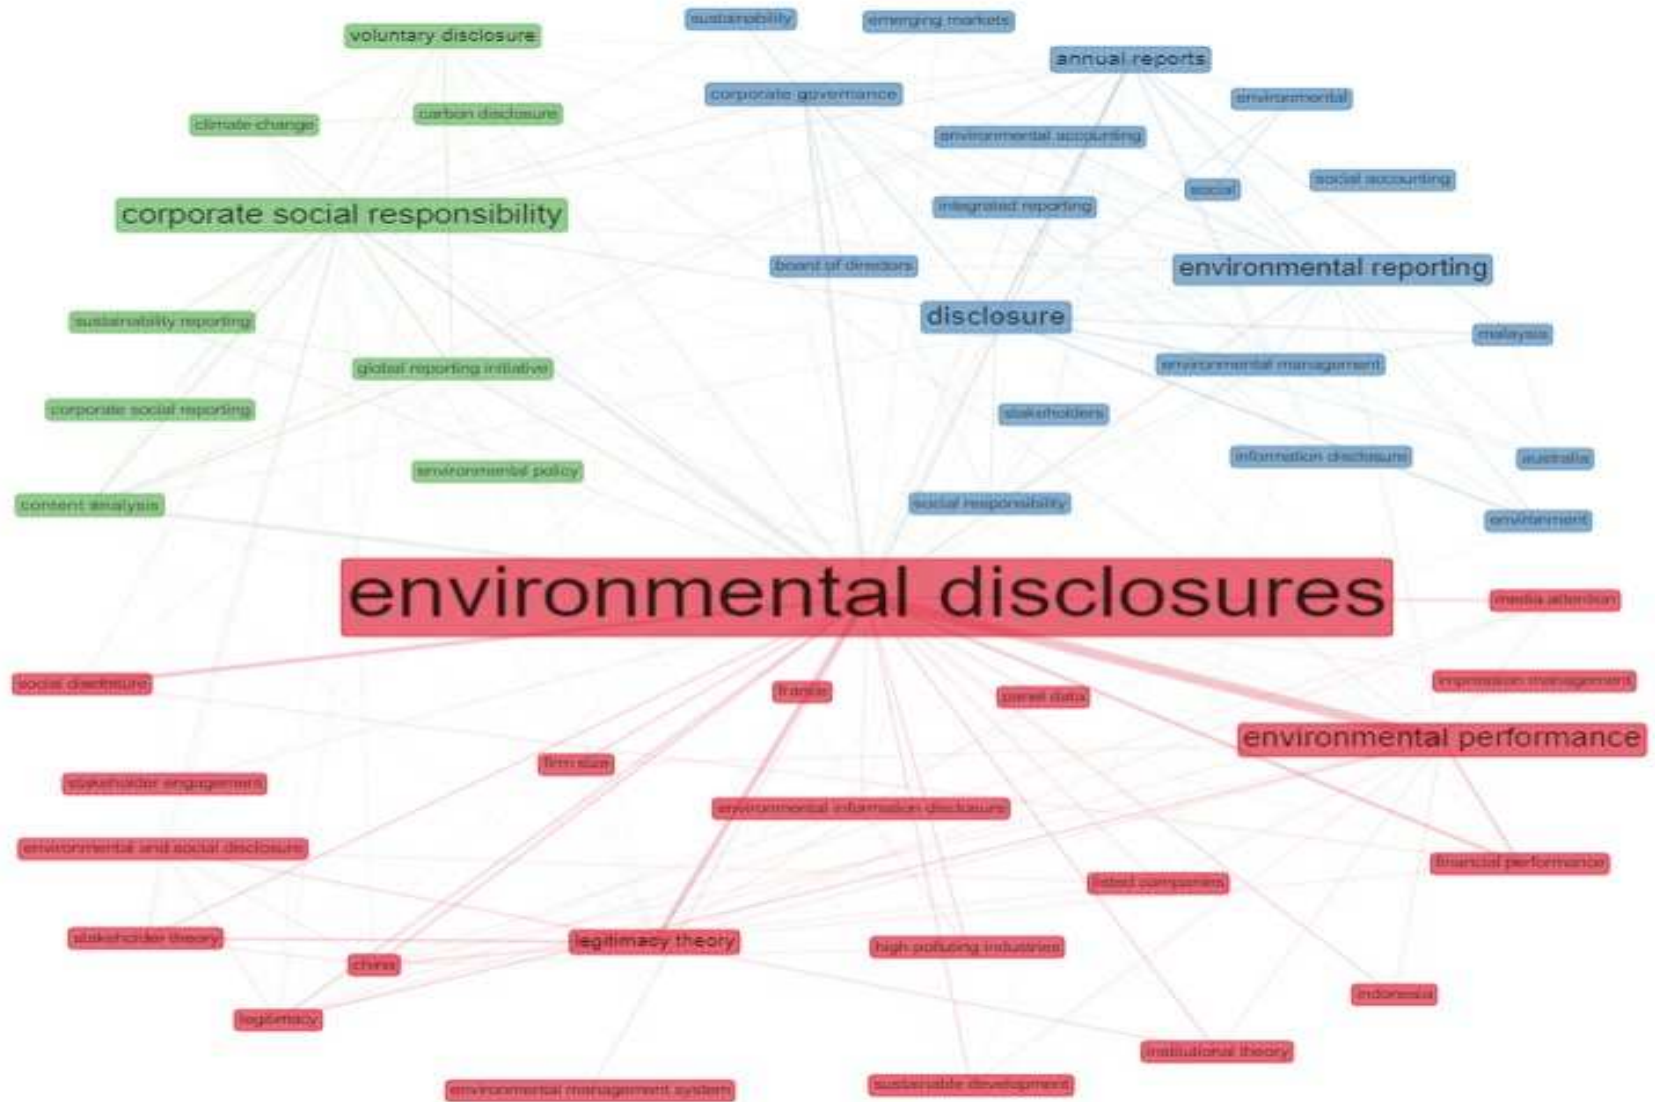 sustainability
emerging markets
voluntary disclosure
annual reports
corporate governance
environmental
carbon disclosure
climate change
environmental accounting
social accounting
social
integrated reporting
corporate social responsibility
board of directors
environmental reporting
disclosure
sustainability reporting
malaysia
environmental management
global reporting initiative
corporate social reporting
stakeholders
information disclosure
australia
environmental policy
social responsibility
content analysis
environment
environmental disclosures
media attention
social disclosure
impression management
france
panel data
environmental performance
firm size
stakeholder engagement
environmental information disclosure
environmental and social disclosure
financial performance
listed companies
stakeholder theory
legitimacy theory
high polluting industries
china
indonesia
legitimacy
institutional theory
sustainable development
environmental management system